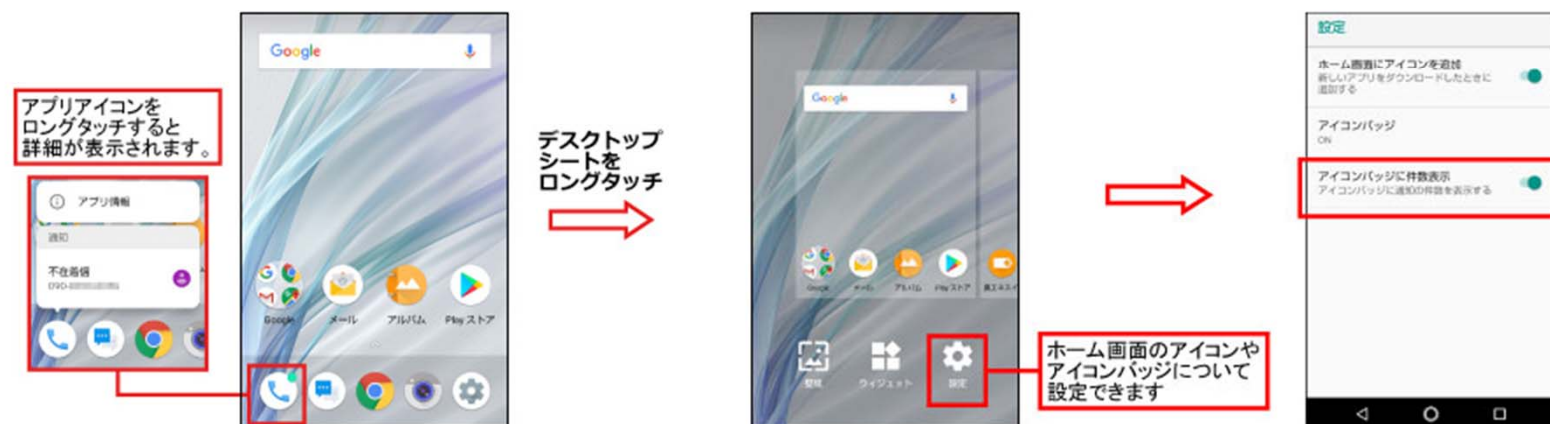 アプリアイコンを
ロングタッチすると
詳細が表示されます。
アプリ情報
通知
不在着信
090-
Google
Google
メール
アルバム
Play ストア
デスクトップ
シートを
ロングタッチ
Google
Google
メール
アルバム
Play ストア
長エネスイ
壁紙
ウィジェット
設定
ホーム画面のアイコンや
アイコンバッジについて
設定できます
設定
ホーム画面にアイコンを追加
新しいアプリをダウンロードしたときに
追加する
アイコンバッジ
ON
アイコンバッジに件数表示
アイコンバッジに通知の件数を表示する